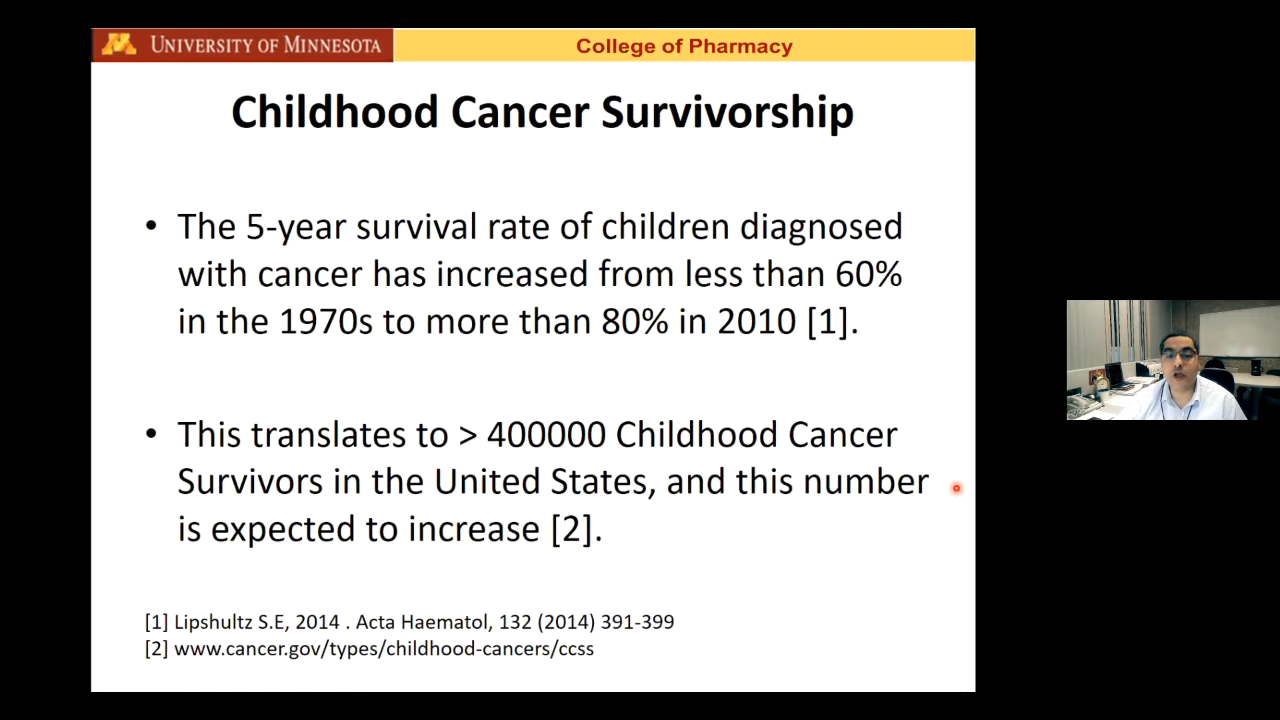 UNIVERSITY OF MINNESOTA
College of Pharmacy
Childhood Cancer Survivorship
• The 5-year survival rate of children diagnosed
with cancer has increased from less than 60%
in the 1970s to more than 80% in 2010 [1].
• This translates to > 400000 Childhood Cancer
Survivors in the United States, and this number
is expected to increase [2].
[1] Lipshultz S.E, 2014 . Acta Haematol, 132 (2014) 391-399
[2] www.cancer.gov/types/childhood-cancers/ccss